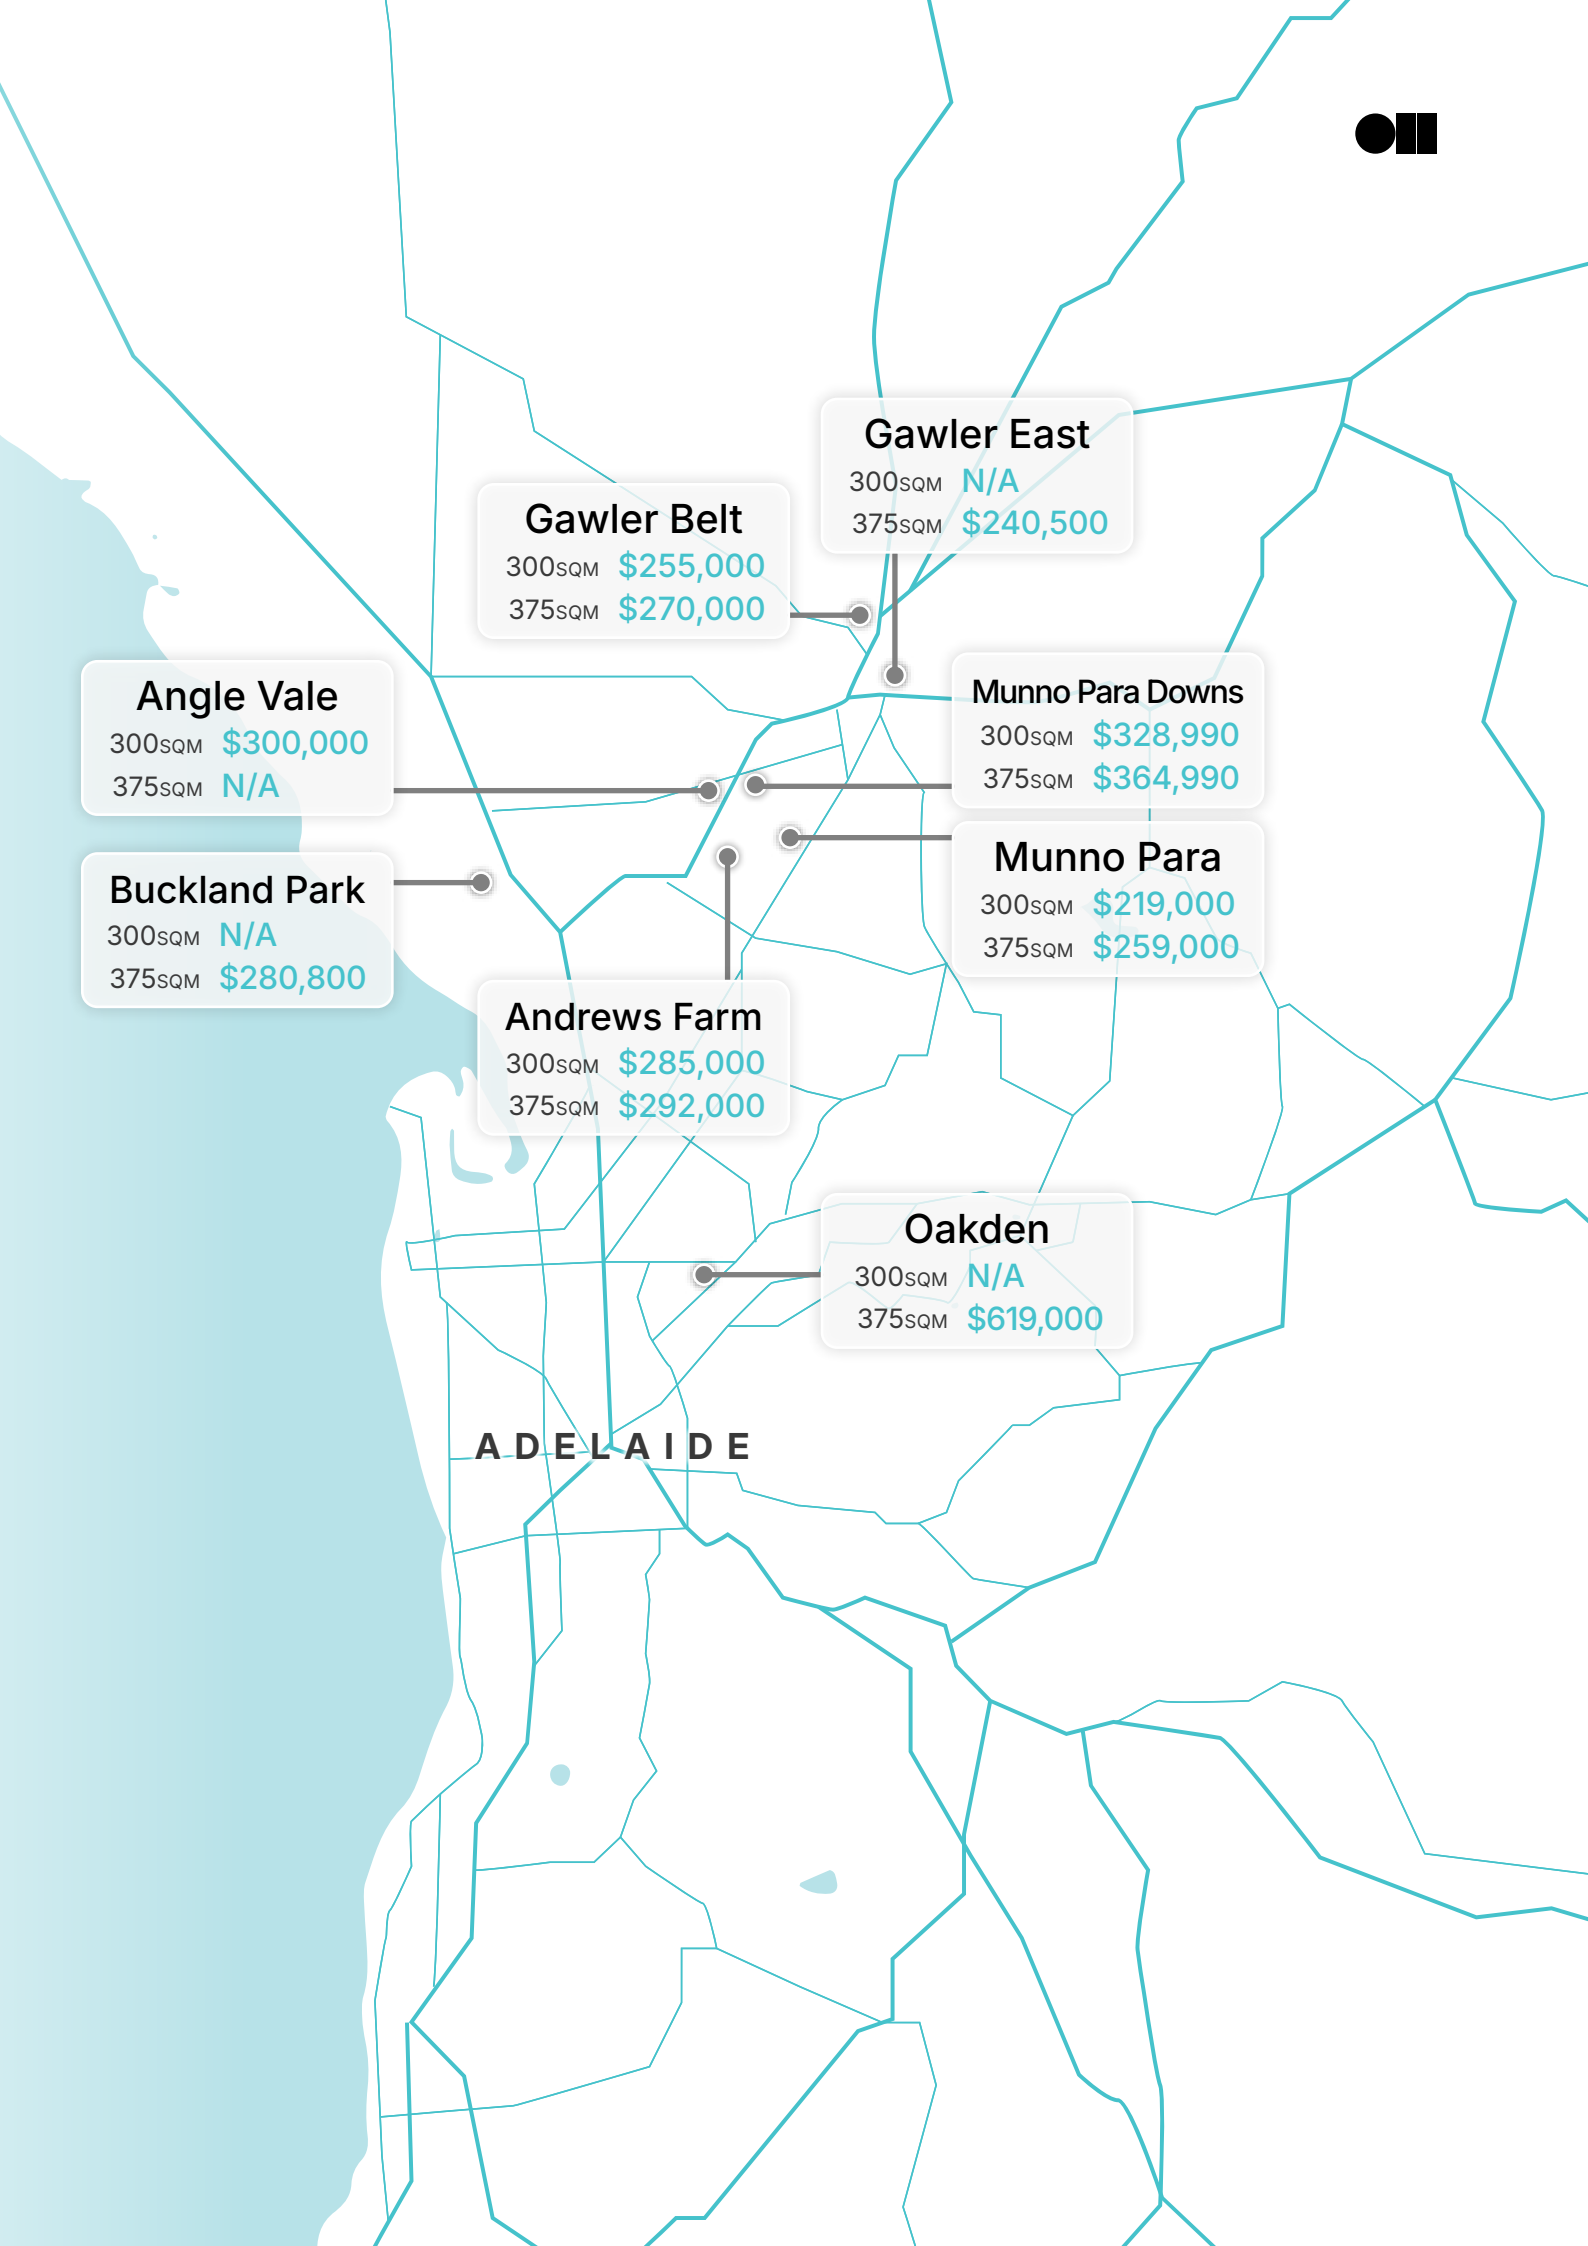 Gawler East
300SQM N/A
375SQM $240,500
Gawler Belt
300SQM $255,000
375SQM $270,000
Angle Vale
300SQM $300,000
375SQM N/A
Munno Para Downs
300SQM $328,990
375SQM $364,990
Buckland Park
300SQM N/A
375SQM $280,800
Munno Para
300SQM $219,000
375SQM $259,000
Andrews Farm
300SQM $285,000
375SQM $292,000
Oakden
300SQM N/A
375SQM $619,000
ADELAIDE